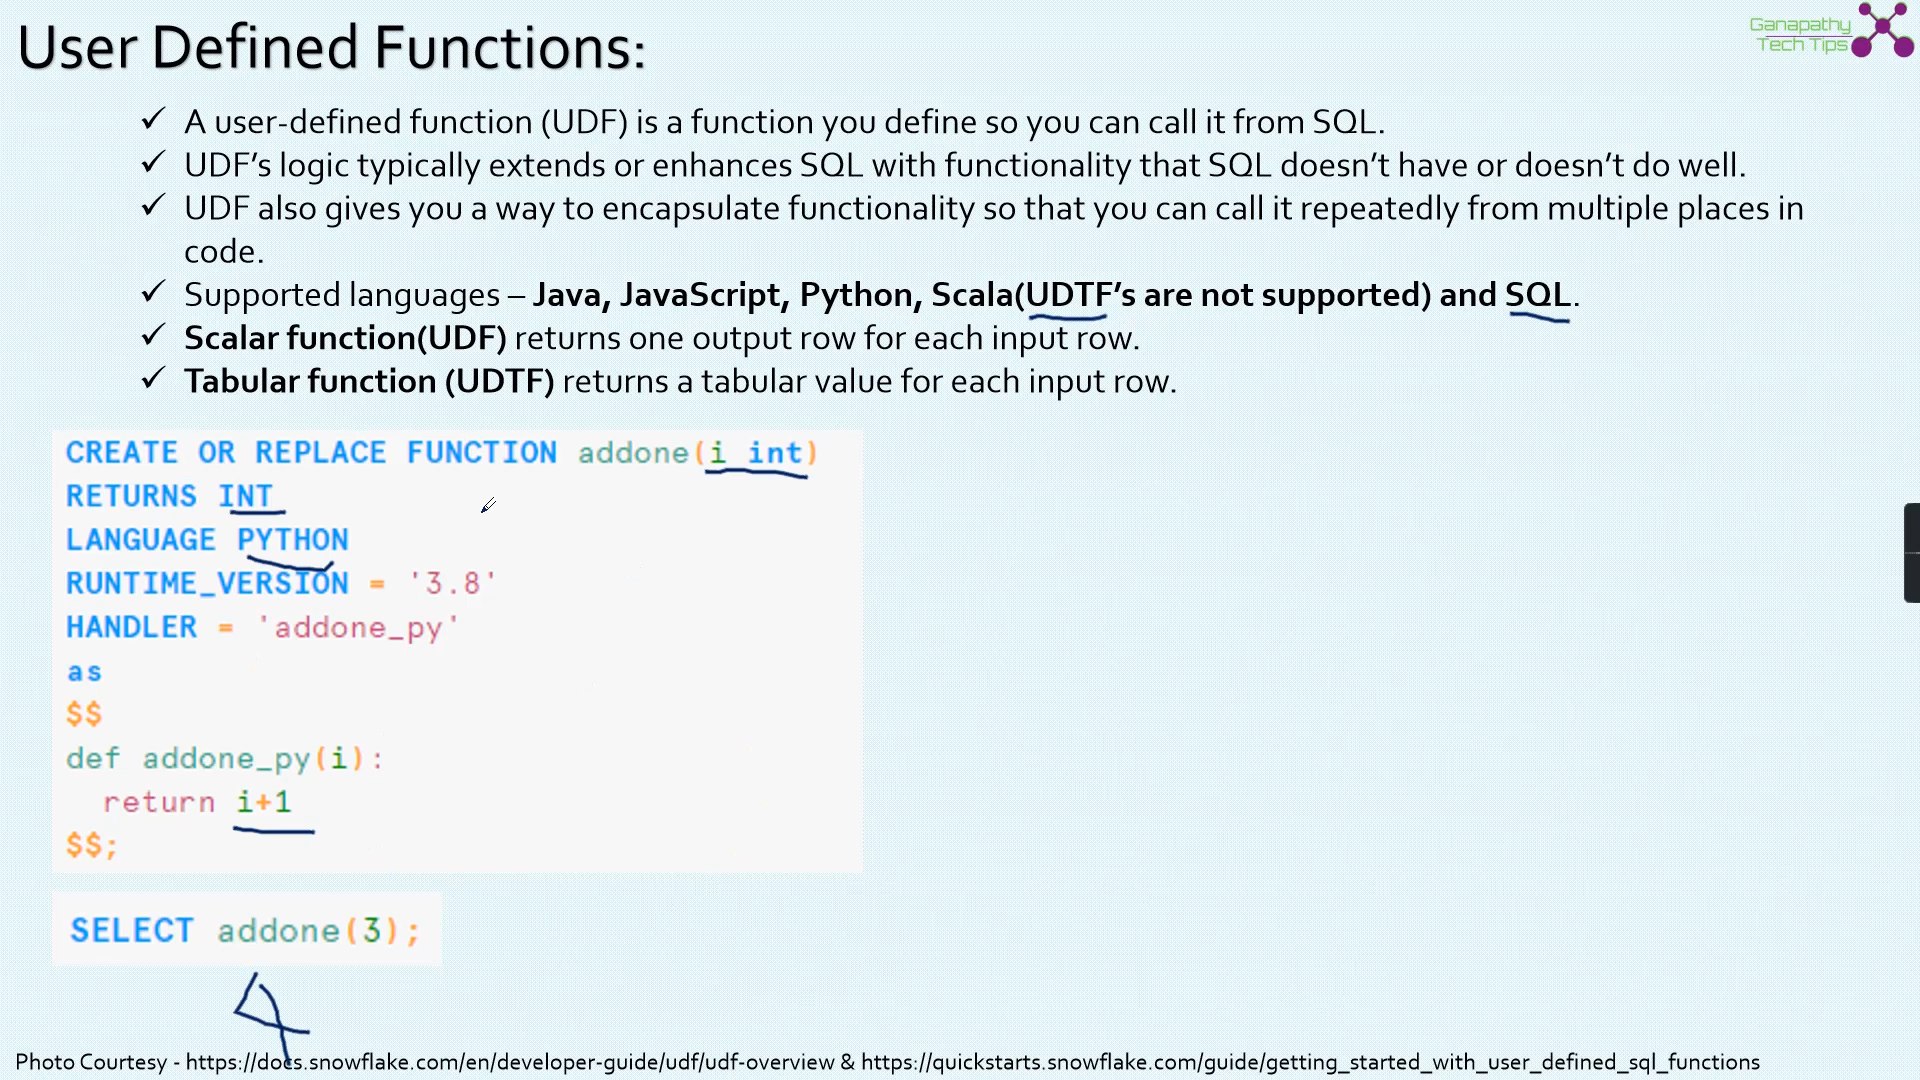 User Defined Functions:
Ganapathy
Tech Tips
✓ A user-defined function (UDF) is a function you define so you can call it from SQL.
✓ UDF’s logic typically extends or enhances SQL with functionality that SQL doesn’t have or doesn’t do well.
✓ UDF also gives you a way to encapsulate functionality so that you can call it repeatedly from multiple places in
code.
✓ Supported languages – Java, JavaScript, Python, Scala(UDTF’s are not supported) and SQL.
✓ Scalar function(UDF) returns one output row for each input row.
✓ Tabular function (UDTF) returns a tabular value for each input row.
CREATE OR REPLACE FUNCTION addone(i int)
RETURNS INT
LANGUAGE PYTHON
RUNTIME_VERSION = '3.8'
HANDLER = 'addone_py'
as
$$
def addone_py(i):
  return i+1
$$;
SELECT addone(3);
4
Photo Courtesy - https://docs.snowflake.com/en/developer-guide/udf/udf-overview & https://quickstarts.snowflake.com/guide/getting_started_with_user_defined_sql_functions